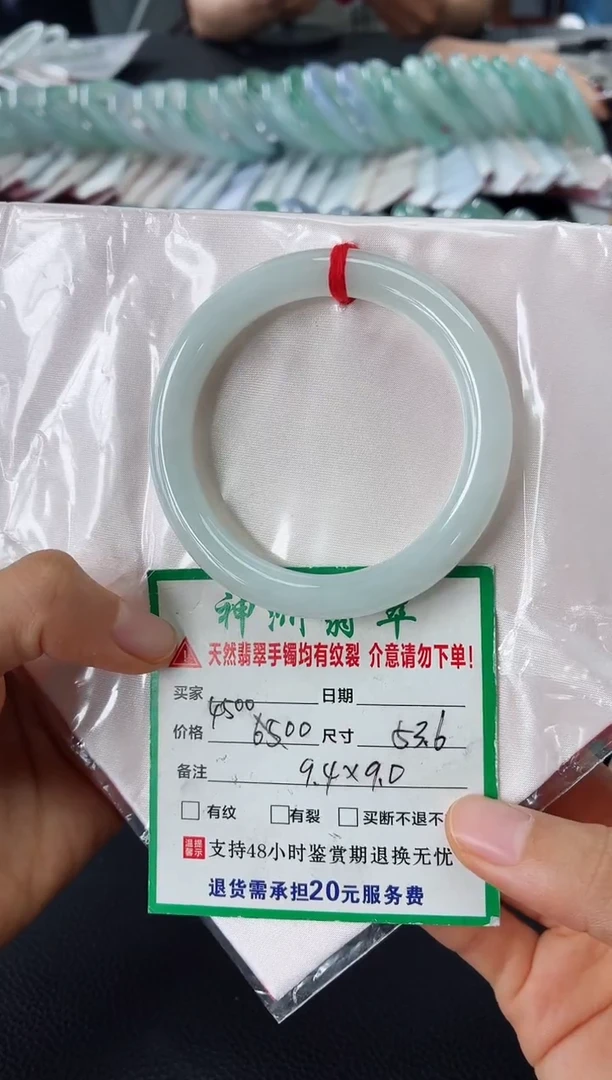 神洲翡翠
天然翡翠手镯均有纹裂 介意请勿下单!
买家 日期
4500
价格 6500 尺寸 53.6
备注 9.4×9.0
□有纹 □有裂 □买断不退不
温馨提示 支持48小时鉴赏期退换无忧
退货需承担20元服务费